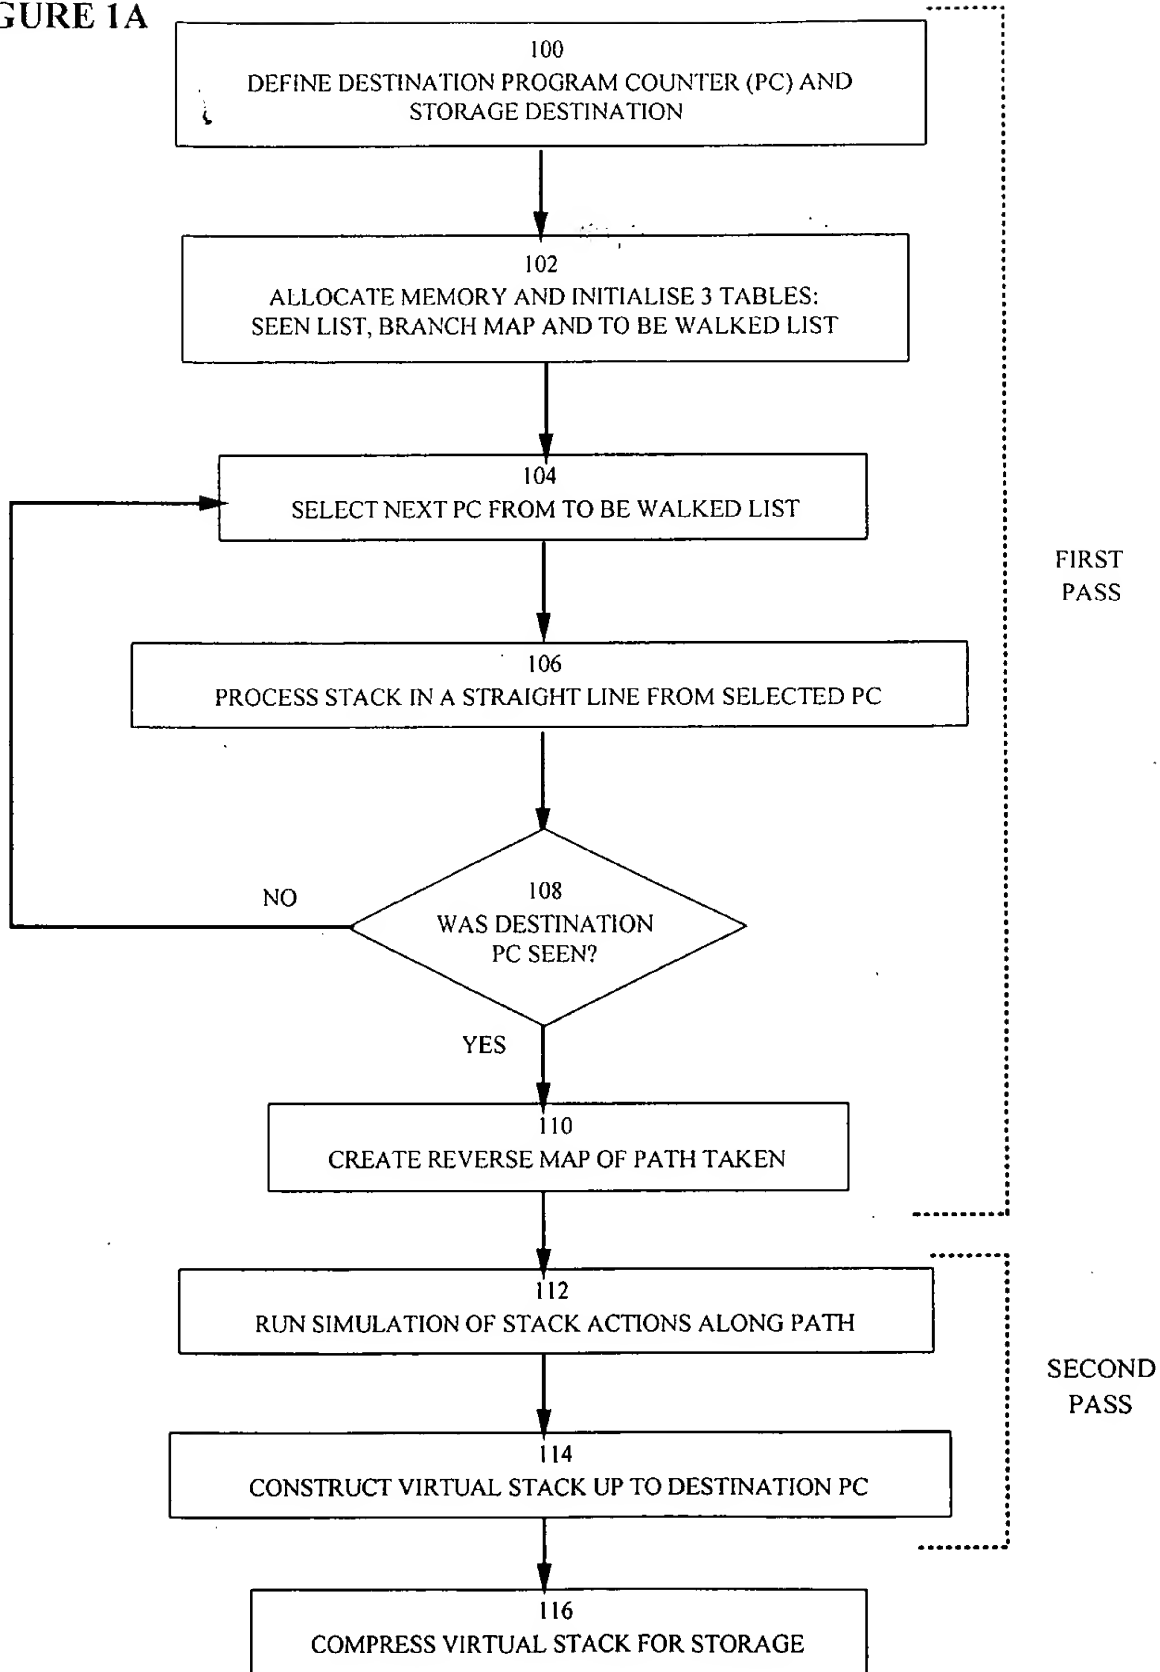 GURE 1A
100
DEFINE DESTINATION PROGRAM COUNTER (PC) AND
STORAGE DESTINATION
102
ALLOCATE MEMORY AND INITIALISE 3 TABLES:
SEEN LIST, BRANCH MAP AND TO BE WALKED LIST
104
SELECT NEXT PC FROM TO BE WALKED LIST
FIRST
PASS
106
PROCESS STACK IN A STRAIGHT LINE FROM SELECTED PC
NO
108
WAS DESTINATION
PC SEEN?
YES
110
CREATE REVERSE MAP OF PATH TAKEN
112
RUN SIMULATION OF STACK ACTIONS ALONG PATH
SECOND
PASS
114
CONSTRUCT VIRTUAL STACK UP TO DESTINATION PC
116
COMPRESS VIRTUAL STACK FOR STORAGE